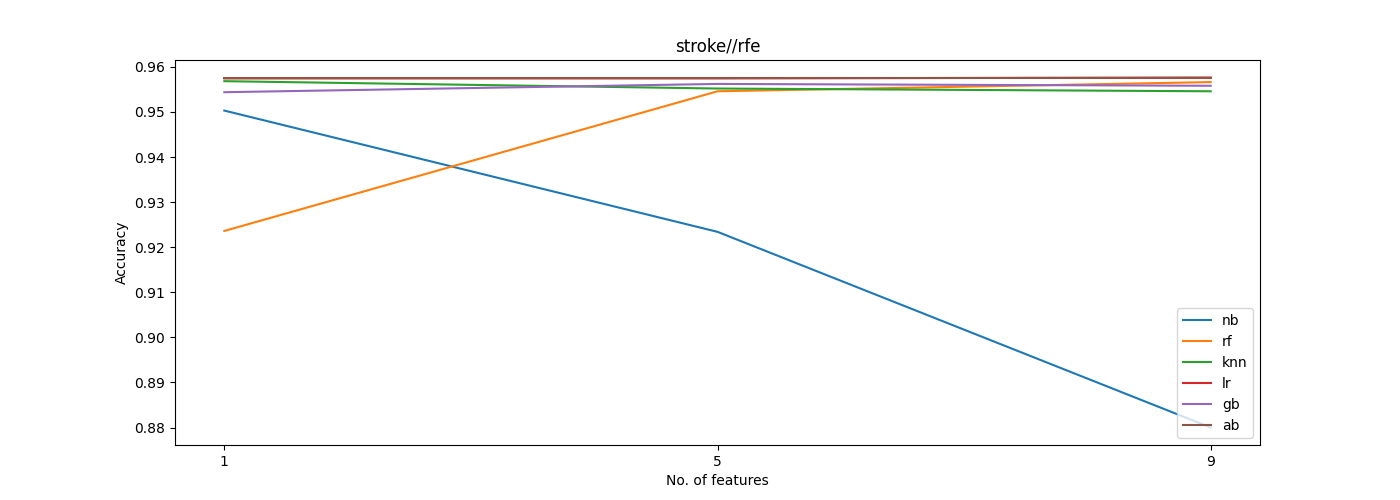 stroke//rfe
0.96
0.95
0.94
0.93
0.92
0.91
0.90
0.89
0.88
Accuracy
nb
rf
knn
lr
gb
ab
1 5 9
No. of features